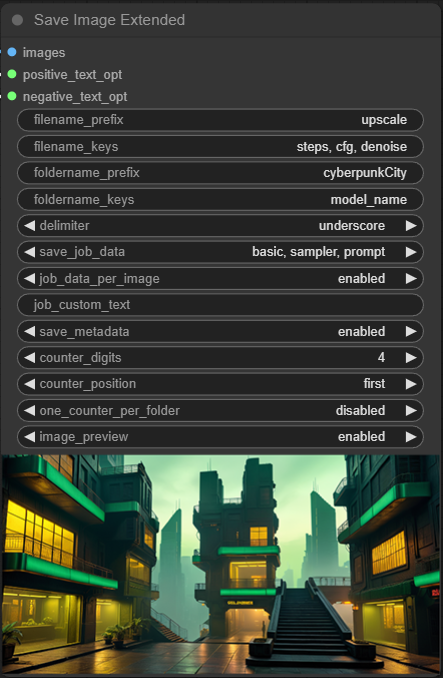 Save Image Extended
images
positive_text_opt
negative_text_opt
filename_prefix upscale
filename_keys steps, cfg, denoise
foldername_prefix cyberpunkCity
foldername_keys model_name
delimiter underscore
save_job_data basic, sampler, prompt
job_data_per_image enabled
job_custom_text
save_metadata enabled
counter_digits 4
counter_position first
one_counter_per_folder disabled
image_preview enabled